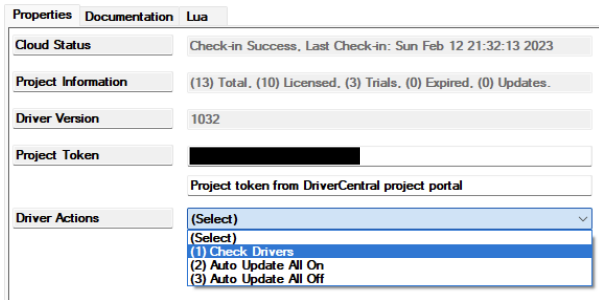 Properties Documentation Lua
Cloud Status Check-in Success, Last Check-in: Sun Feb 12 21:32:13 2023
Project Information (13) Total, (10) Licensed, (3) Trials, (0) Expired, (0) Updates.
Driver Version 1032
Project Token
Project token from DriverCentral project portal
Driver Actions (Select)
(Select)
(1) Check Drivers
(2) Auto Update All On
(3) Auto Update All Off